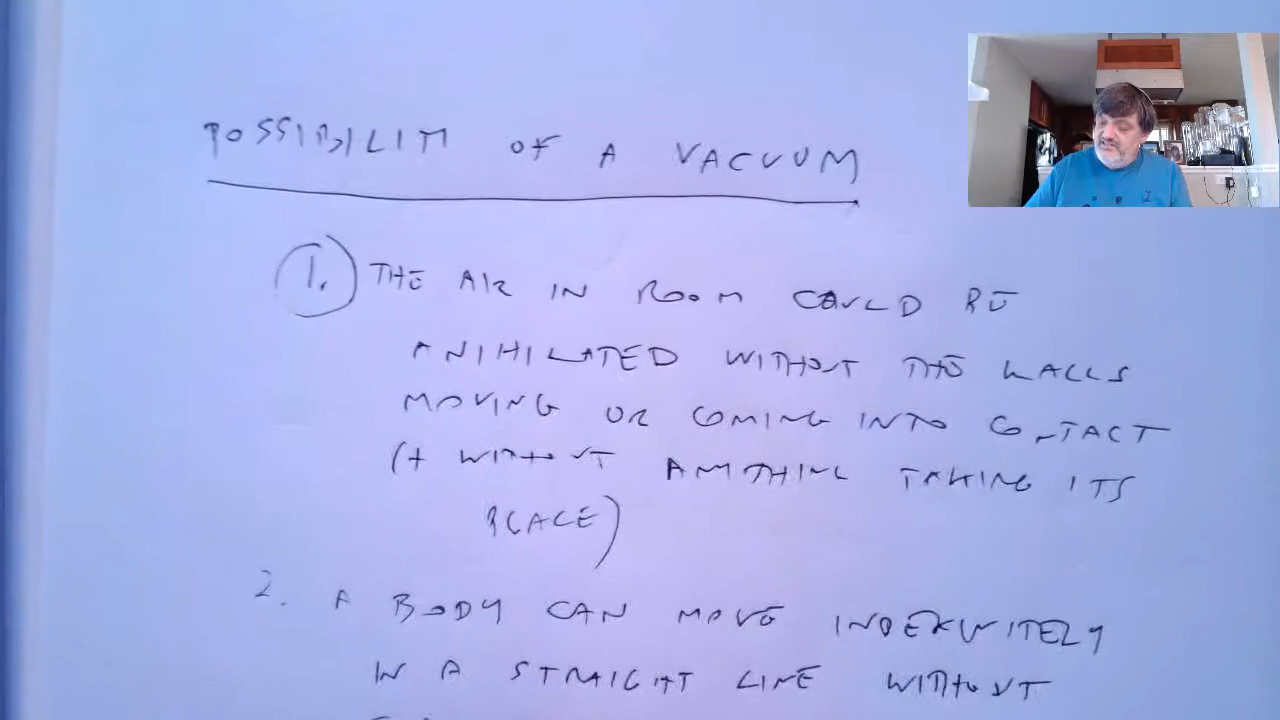 POSSIBILITY OF A VACUUM
1. THE AIR IN ROOM COULD BE
ANIHILATED WITHOUT THE WALLS
MOVING OR COMING INTO CONTACT
(+ WITHOUT ANYTHING TAKING ITS
PLACE)
2. A BODY CAN MOVE INDEFINITELY
IN A STRAIGHT LINE WITHOUT